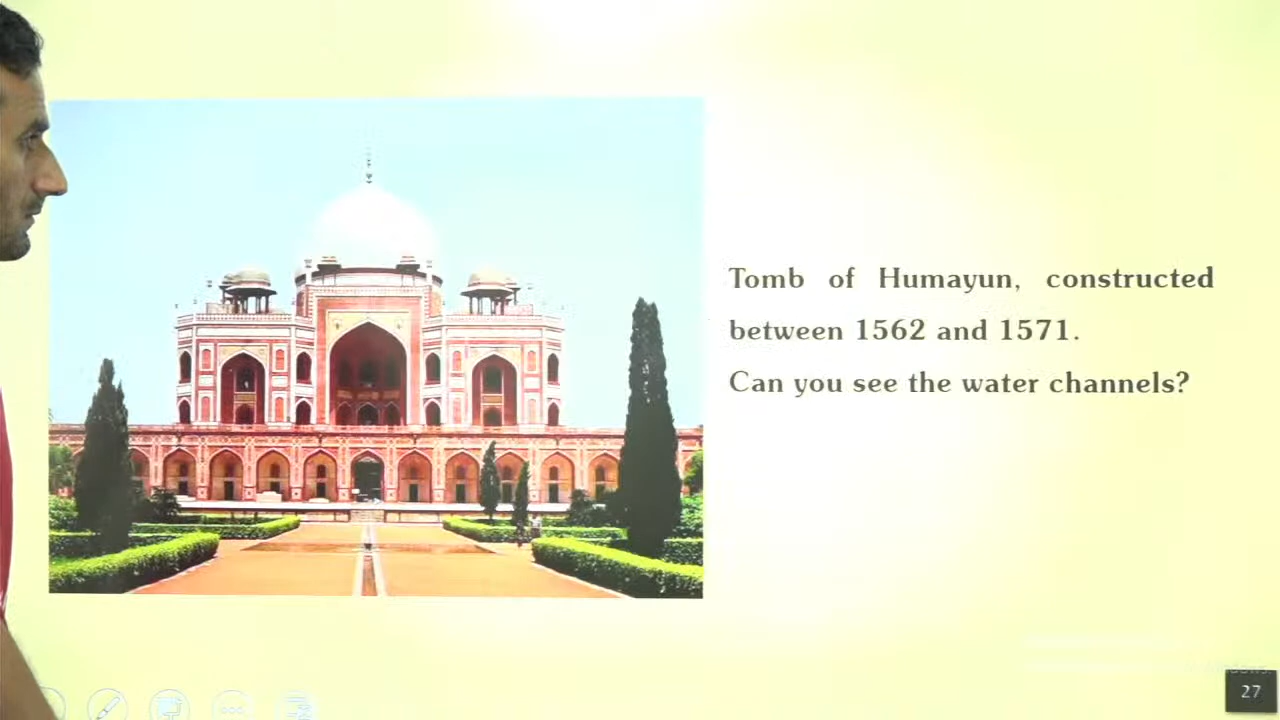 Tomb of Humayun, constructed
between 1562 and 1571.
Can you see the water channels?
27